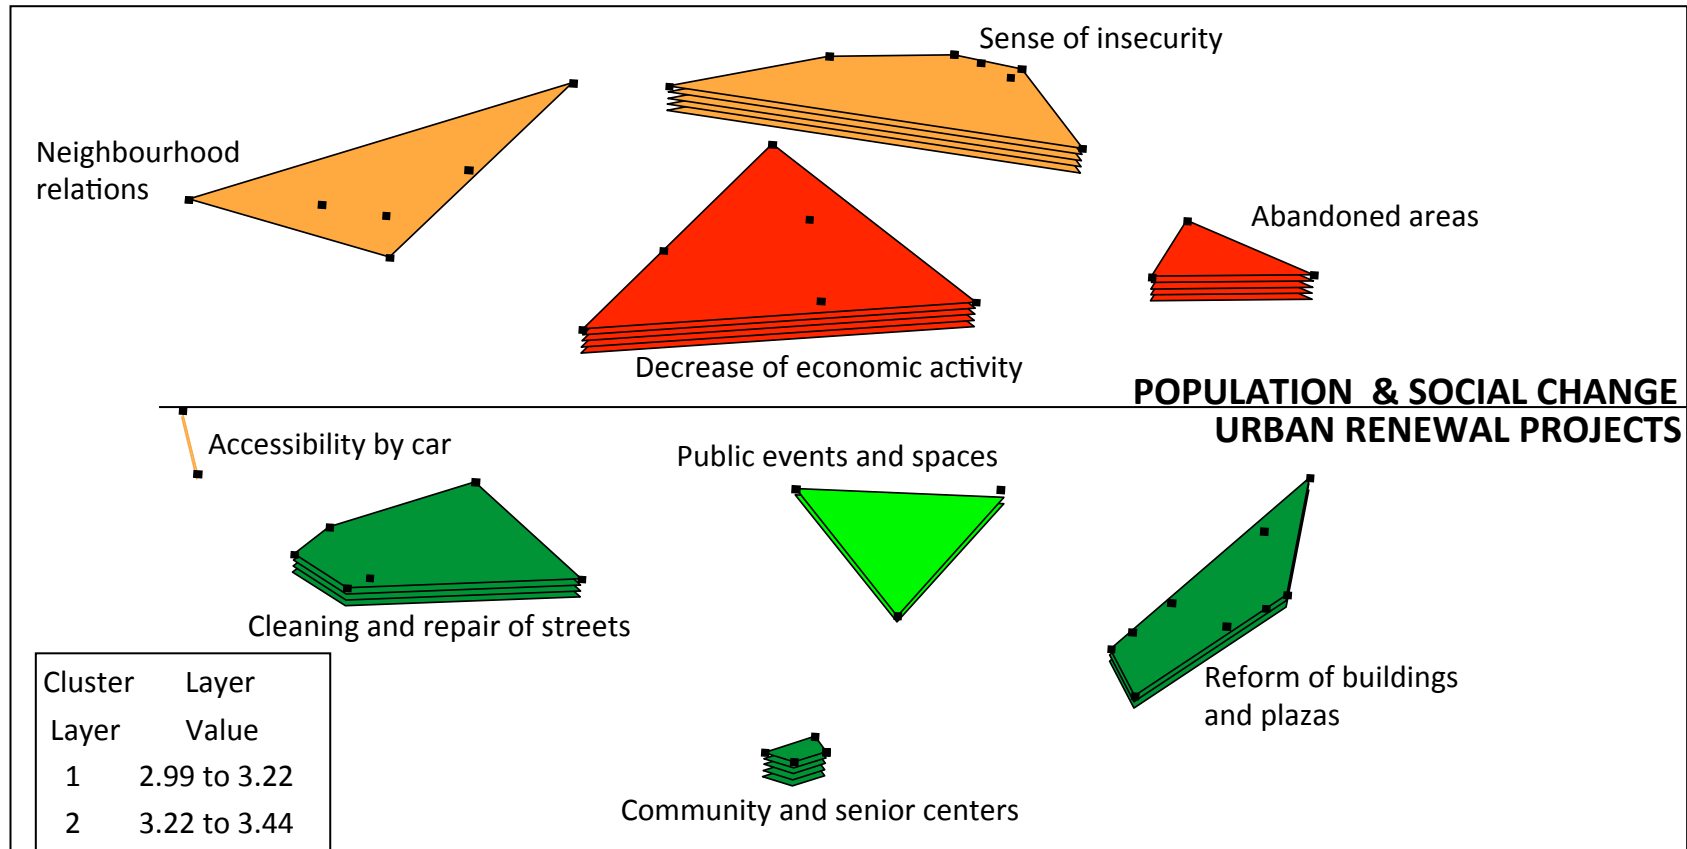 Sense of insecurity
Neighbourhood
relations
Abandoned areas
Decrease of economic activity
POPULATION & SOCIAL CHANGE
URBAN RENEWAL PROJECTS
Accessibility by car
Public events and spaces
Cleaning and repair of streets
Reform of buildings
and plazas
Community and senior centers
Cluster Layer
Layer Value
1 2.99 to 3.22
2 3.22 to 3.44